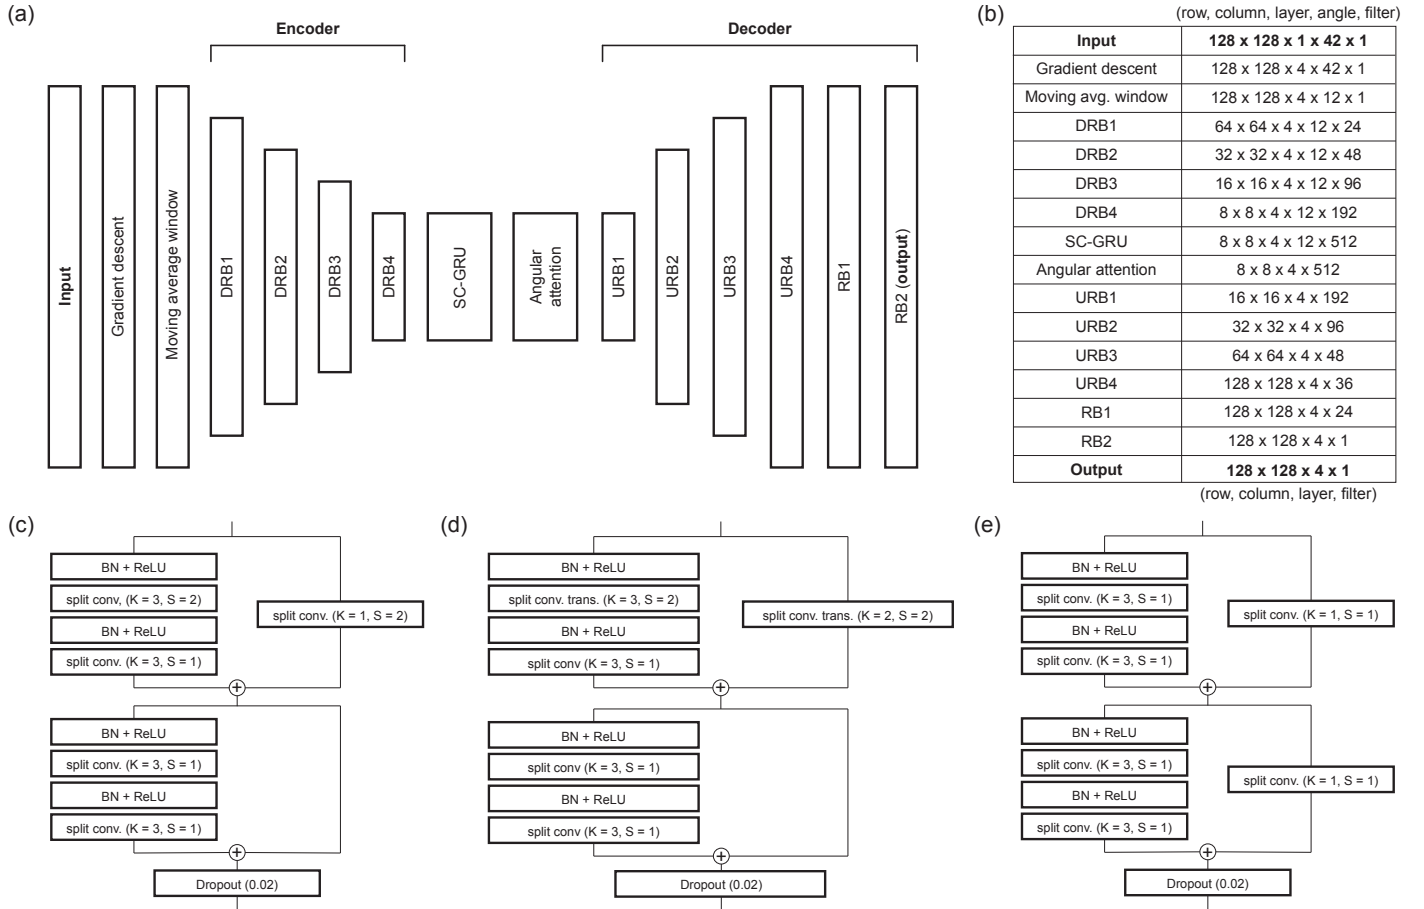 (a)
Encoder
Decoder
Input
Gradient descent
Moving average window
DRB1
DRB2
DRB3
DRB4
SC-GRU
Angular
attention
URB1
URB2
URB3
URB4
RB1
RB2 (output)
(b)
(row, column, layer, angle, filter)
Input 128 x 128 x 1 x 42 x 1
Gradient descent 128 x 128 x 4 x 42 x 1
Moving avg. window 128 x 128 x 4 x 12 x 1
DRB1 64 x 64 x 4 x 12 x 24
DRB2 32 x 32 x 4 x 12 x 48
DRB3 16 x 16 x 4 x 12 x 96
DRB4 8 x 8 x 4 x 12 x 192
SC-GRU 8 x 8 x 4 x 12 x 512
Angular attention 8 x 8 x 4 x 512
URB1 16 x 16 x 4 x 192
URB2 32 x 32 x 4 x 96
URB3 64 x 64 x 4 x 48
URB4 128 x 128 x 4 x 36
RB1 128 x 128 x 4 x 24
RB2 128 x 128 x 4 x 1
Output 128 x 128 x 4 x 1
(row, column, layer, filter)
(c)
BN + ReLU
split conv, (K = 3, S = 2)
BN + ReLU
split conv. (K = 3, S = 1)
split conv. (K = 1, S = 2)
+
BN + ReLU
split conv. (K = 3, S = 1)
BN + ReLU
split conv. (K = 3, S = 1)
+
Dropout (0.02)
(d)
BN + ReLU
split conv. trans. (K = 3, S = 2)
BN + ReLU
split conv (K = 3, S = 1)
split conv. trans. (K = 2, S = 2)
+
BN + ReLU
split conv (K = 3, S = 1)
BN + ReLU
split conv (K = 3, S = 1)
+
Dropout (0.02)
(e)
BN + ReLU
split conv. (K = 3, S = 1)
BN + ReLU
split conv. (K = 3, S = 1)
split conv. (K = 1, S = 1)
+
BN + ReLU
split conv. (K = 3, S = 1)
BN + ReLU
split conv. (K = 3, S = 1)
split conv. (K = 1, S = 1)
+
Dropout (0.02)